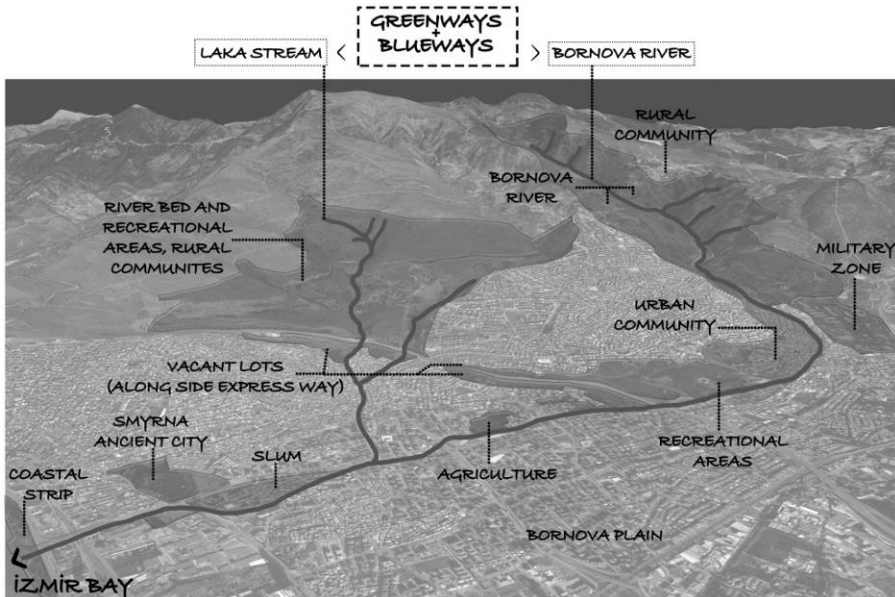 GREENWAYS
+
BLUEWAYS
LAKA STREAM
<
>
BORNOVA RIVER
RURAL
COMMUNITY
BORNOVA
RIVER
RIVER BED AND
RECREATIONAL
AREAS, RURAL
COMMUNITES
MILITARY
ZONE
URBAN
COMMUNITY
VACANT LOTS
(ALONG SIDE EXPRESS WAY)
SMYRNA
ANCIENT CITY
SLUM
AGRICULTURE
RECREATIONAL
AREAS
COASTAL
STRIP
BORNOVA PLAIN
İZMİR BAY